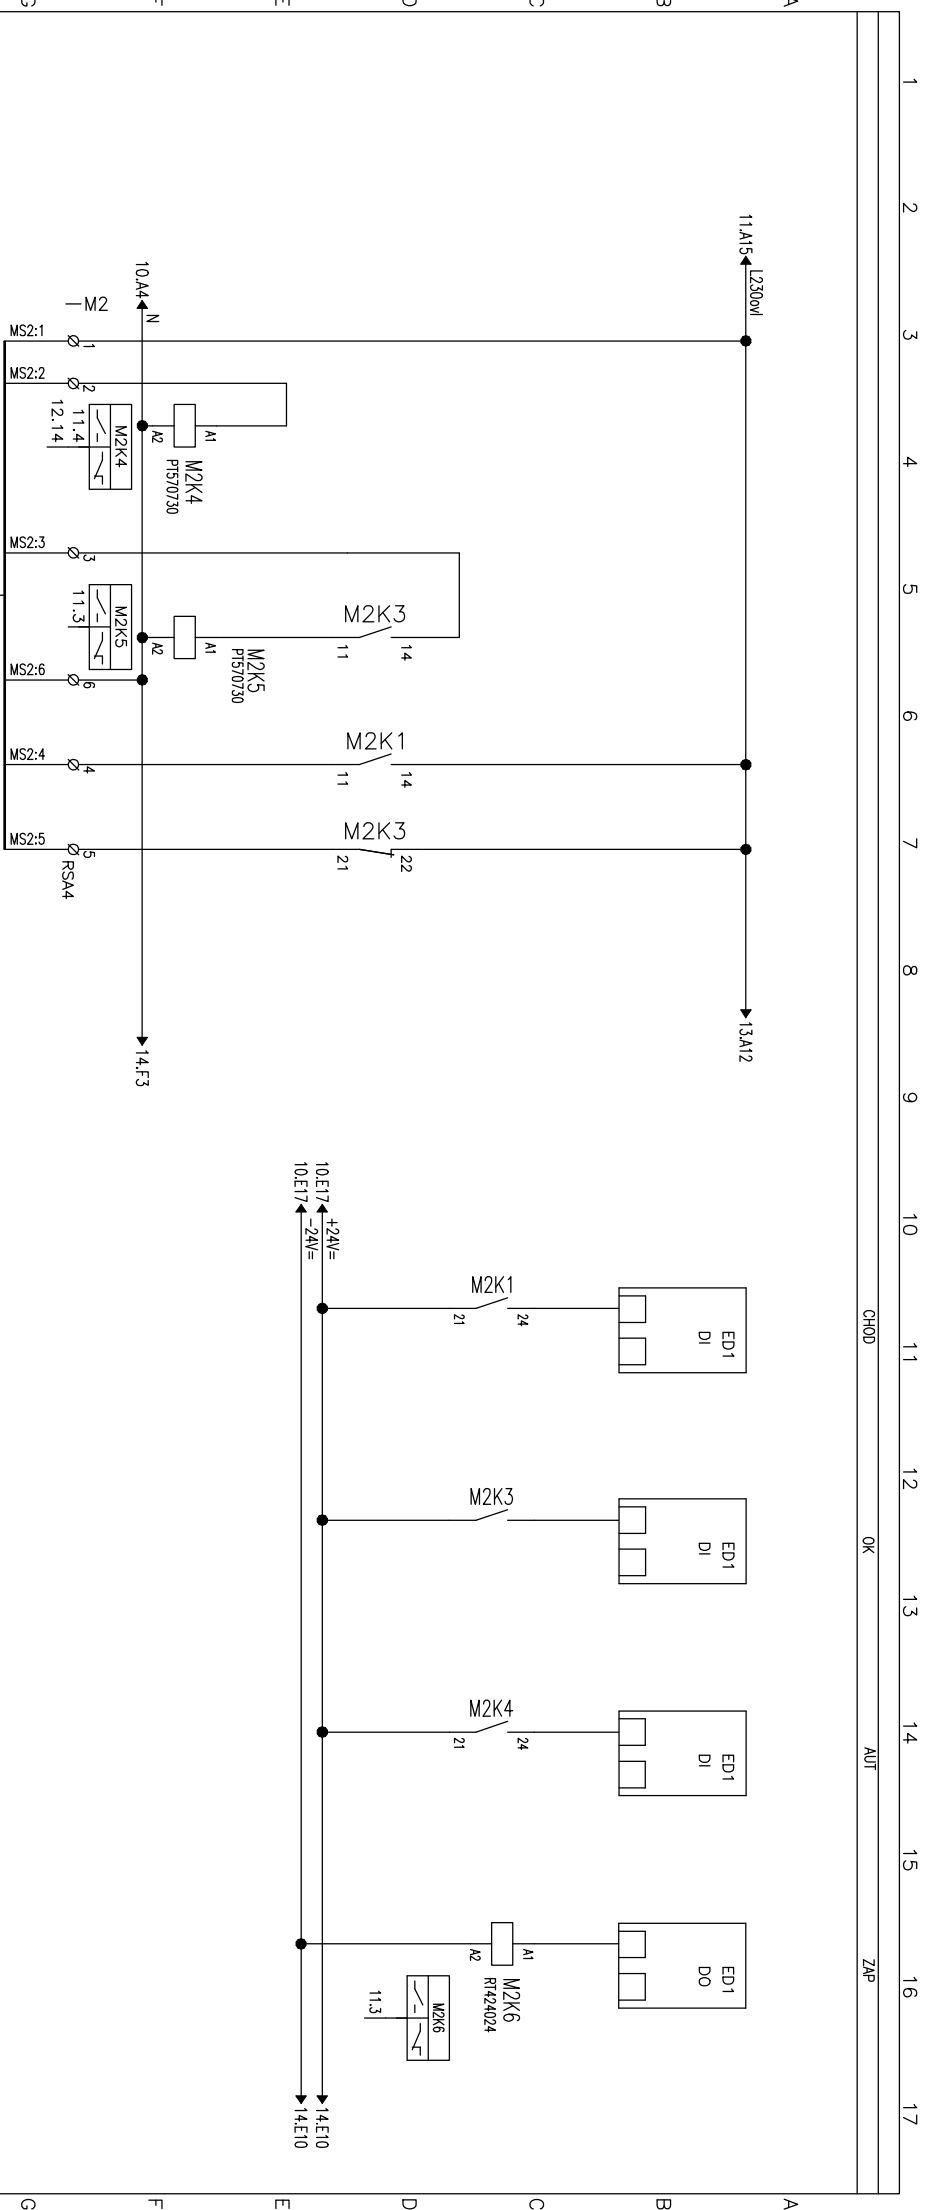 1 2 3 4 5 6 7 8 9 10 11 12 13 14 15 16 17
CHOD OK AUT ZAP
A
B
C
D
E
F
G
A
B
C
D
E
F
G
11.A15
L230ovl
13.A12
10.A4
N
14.F3
M2K3
14
11
M2K1
14
11
M2K3
22
21
M2K4
PT570730
A1
A2
M2K5
PT570730
A1
A2
M2K4
11.4
12.14
M2K5
11.3
—M2
1
2
3
6
4
5
RSA4
MS2:1
MS2:2
MS2:3
MS2:6
MS2:4
MS2:5
ED1
DI
ED1
DI
ED1
DI
ED1
DO
M2K1
24
21
M2K3
M2K4
24
21
M2K6
RT424024
A1
A2
M2K6
11.3
10.E17
+24V=
14.E10
10.E17
-24V=
14.E10